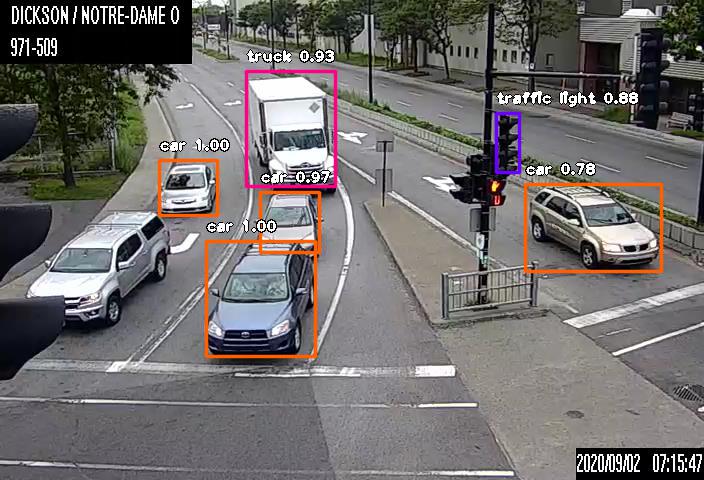 DICKSON / NOTRE-DAME O
971-509
truck 0.93
traffic light 0.88
car 1.00
car 0.97
car 0.78
car 1.00
2020/09/02 07:15:47